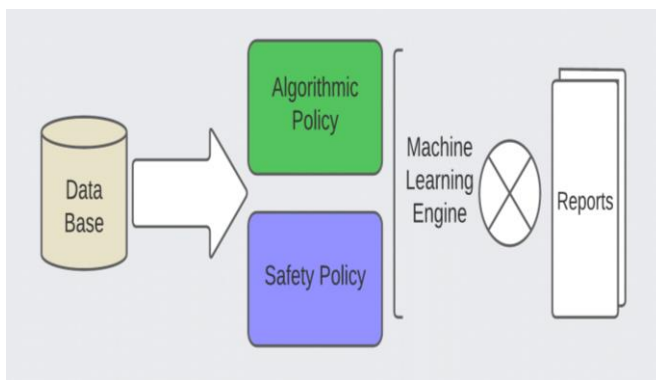 Data
Base
Algorithmic
Policy
Safety Policy
Machine
Learning
Engine
Reports